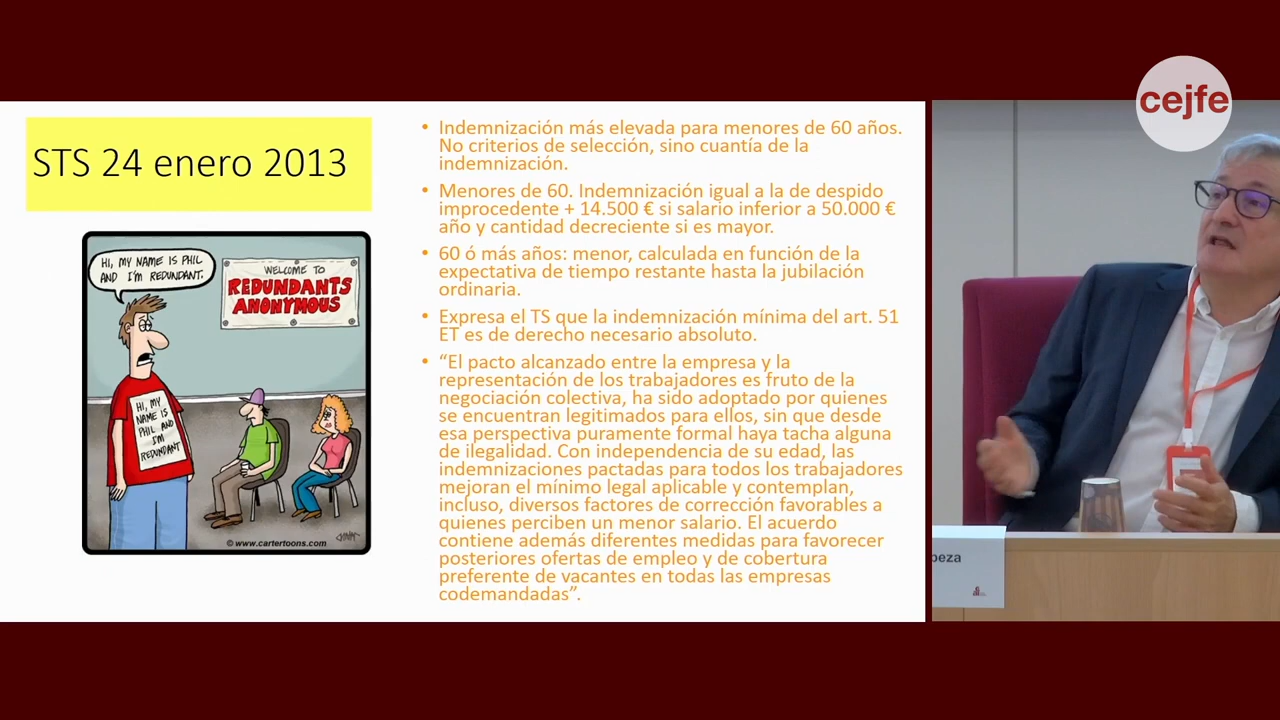 cejfe
STS 24 enero 2013
HI, MY NAME IS PHIL
AND I'M REDUNDANT.
WELCOME TO
REDUNDANTS
ANONYMOUS
HI, MY
NAME IS
PHIL AND
I'M
REDUNDANT
© www.cartertoons.com
• Indemnización más elevada para menores de 60 años.
No criterios de selección, sino cuantía de la
indemnización.
• Menores de 60. Indemnización igual a la de despido
improcedente + 14.500 € si salario inferior a 50.000 €
año y cantidad decreciente si es mayor.
• 60 ó más años: menor, calculada en función de la
expectativa de tiempo restante hasta la jubilación
ordinaria.
• Expresa el TS que la indemnización mínima del art. 51
ET es de derecho necesario absoluto.
• “El pacto alcanzado entre la empresa y la
representación de los trabajadores es fruto de la
negociación colectiva, ha sido adoptado por quienes
se encuentran legitimados para ellos, sin que desde
esa perspectiva puramente formal haya tacha alguna
de ilegalidad. Con independencia de su edad, las
indemnizaciones pactadas para todos los trabajadores
mejoran el mínimo legal aplicable y contemplan,
incluso, diversos factores de corrección favorables a
quienes perciben un menor salario. El acuerdo
contiene además diferentes medidas para favorecer
posteriores ofertas de empleo y de cobertura
preferente de vacantes en todas las empresas
codemandadas”.
beza